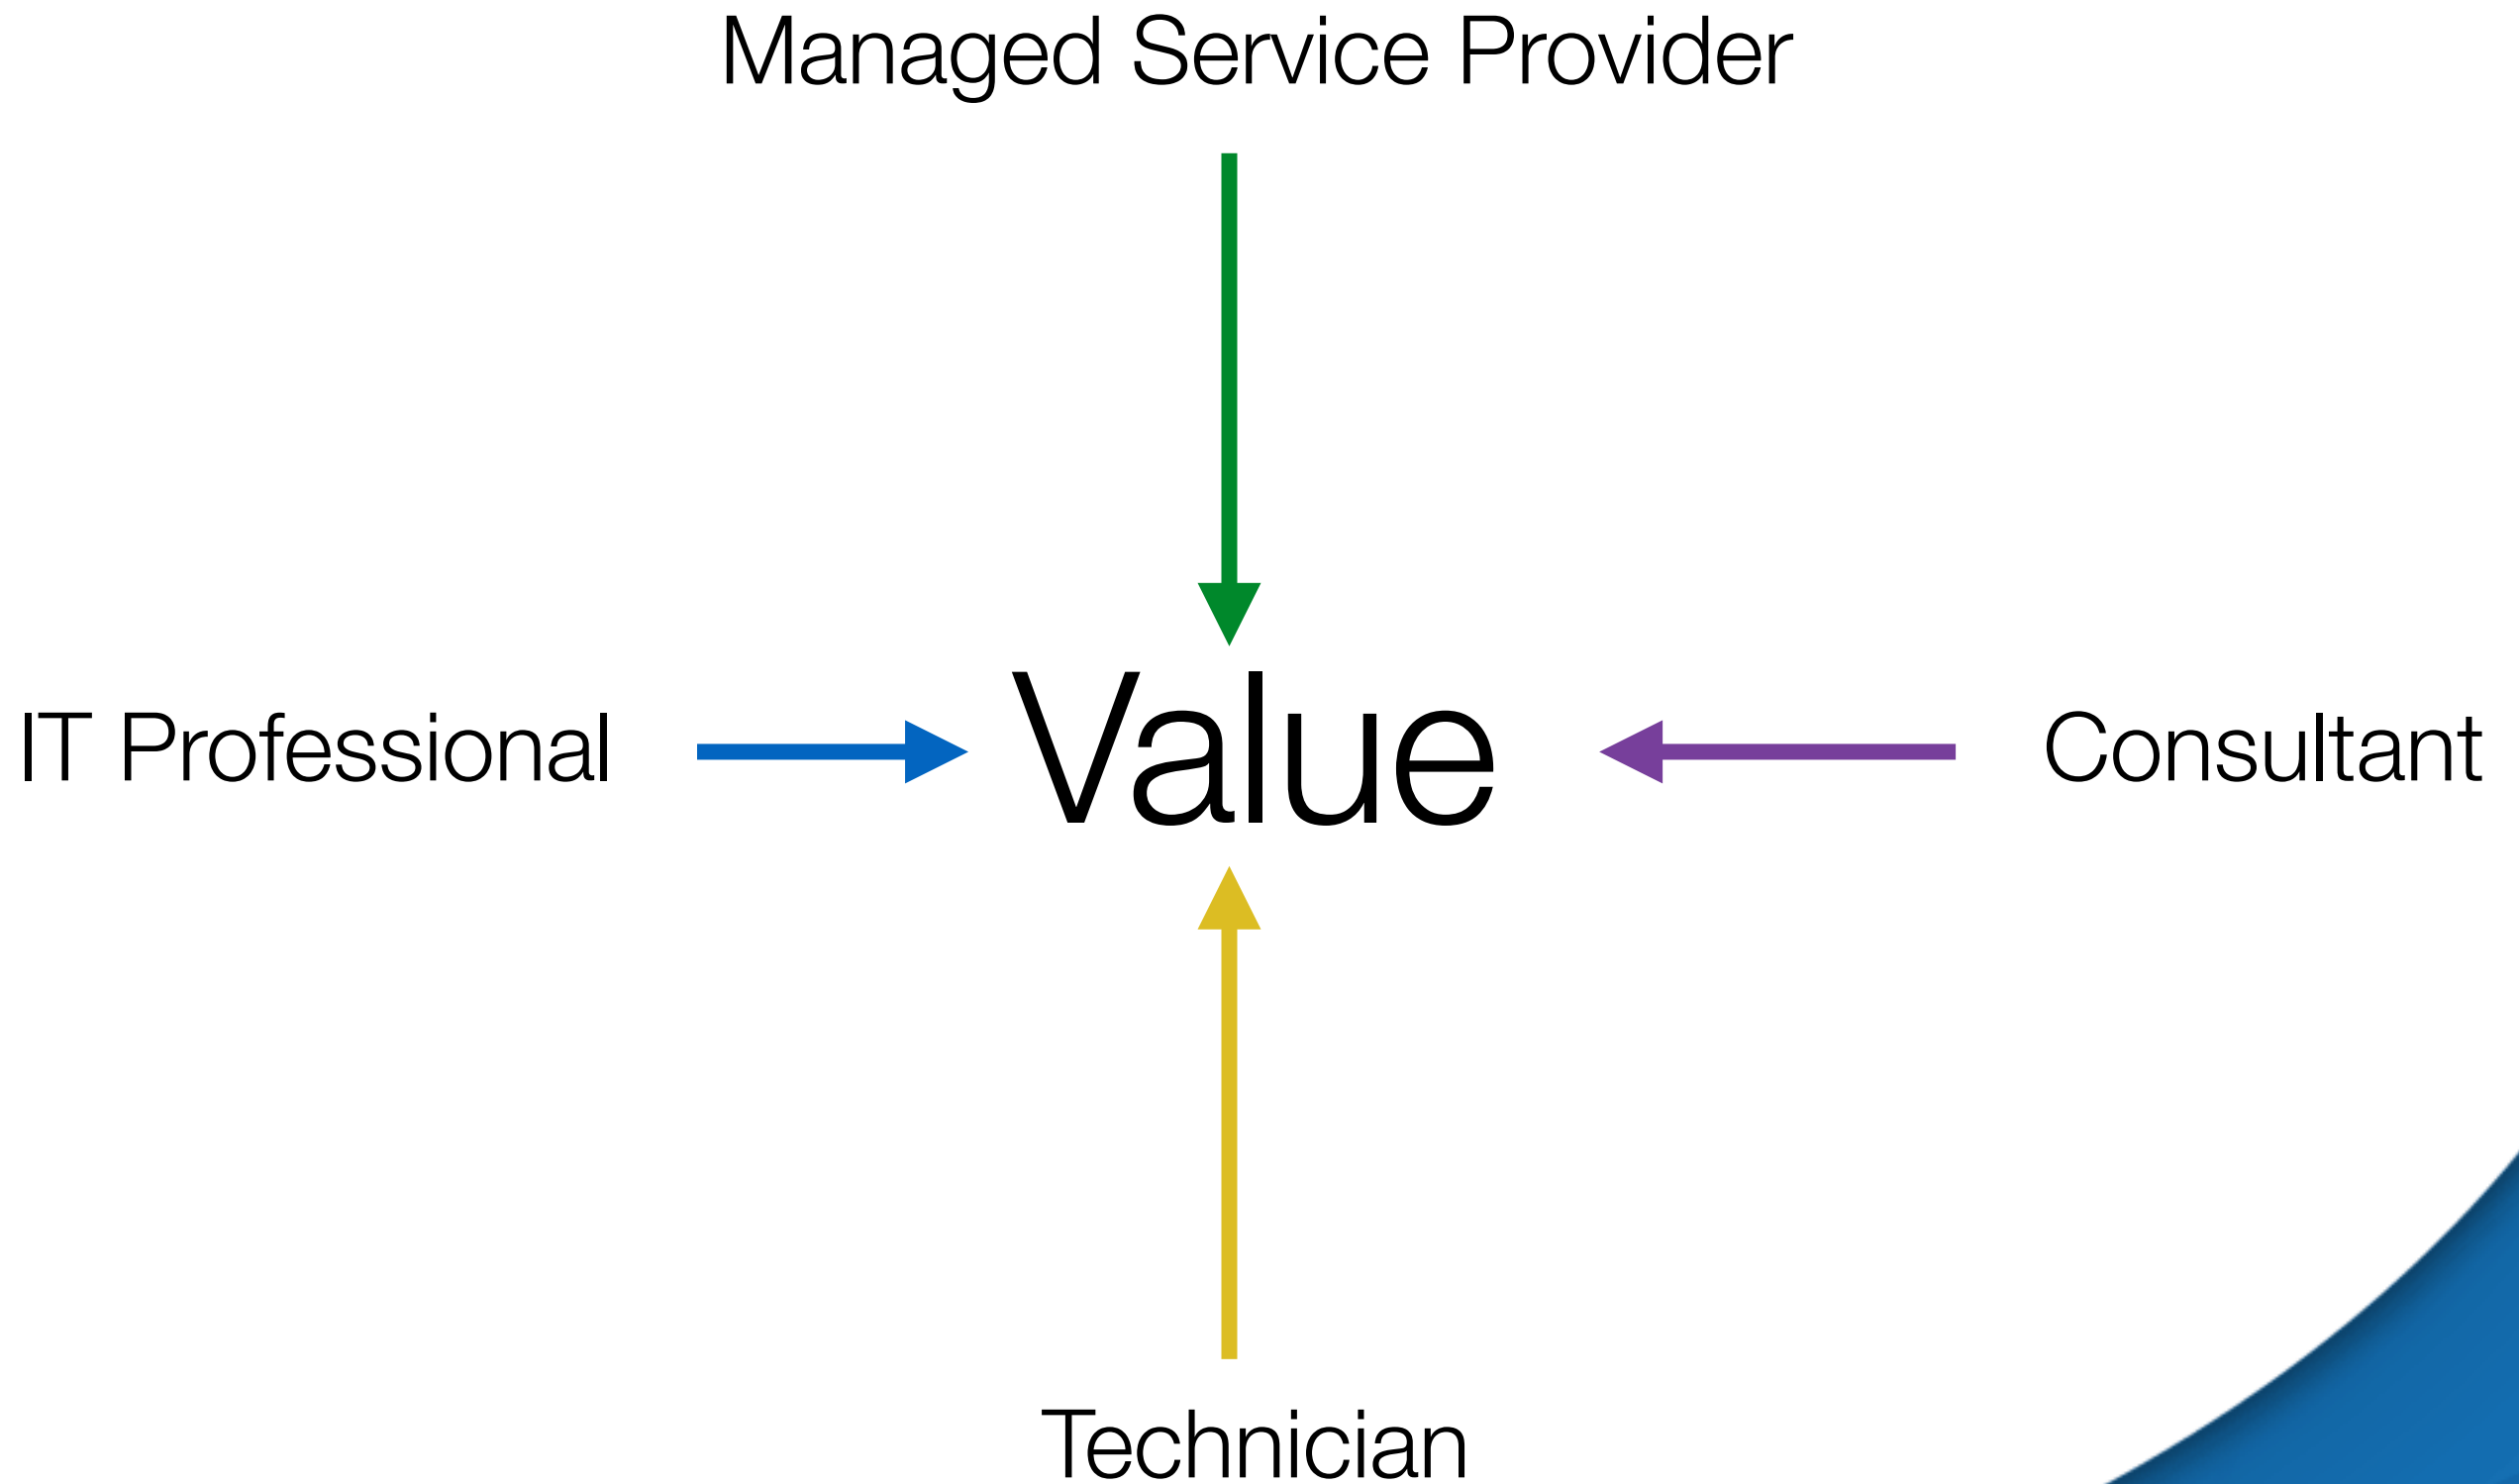 Managed Service Provider
IT Professional
Value
Consultant
Technician